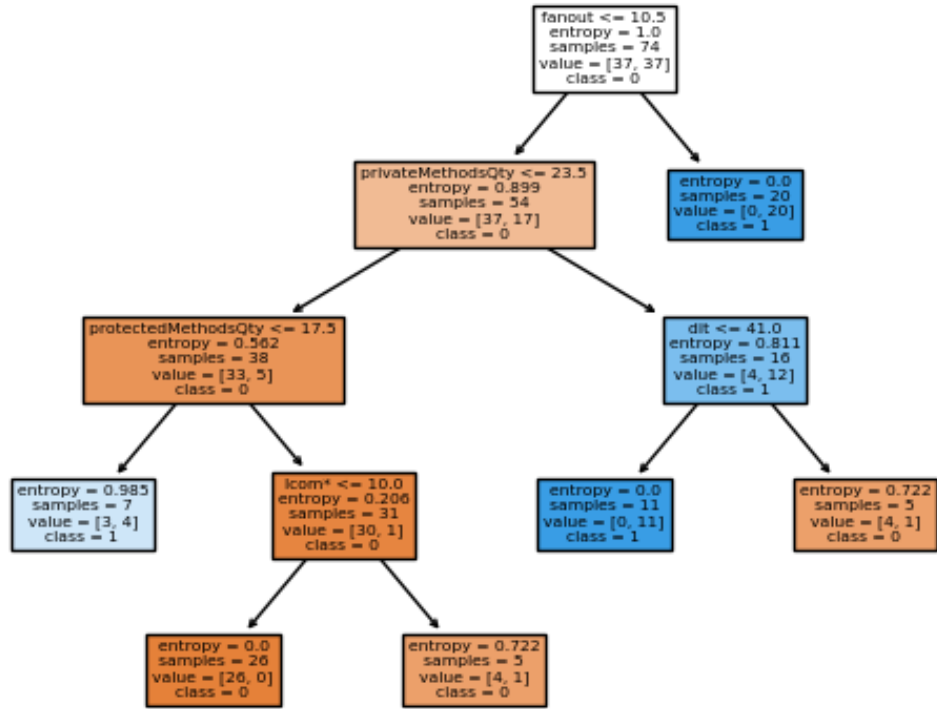 fanout <= 10.5
entropy = 1.0
samples = 74
value = [37, 37]
class = 0
privateMethodsQty <= 23.5
entropy = 0.899
samples = 54
value = [37, 17]
class = 0
entropy = 0.0
samples = 20
value = [0, 20]
class = 1
protectedMethodsQty <= 17.5
entropy = 0.562
samples = 38
value = [33, 5]
class = 0
dit <= 41.0
entropy = 0.811
samples = 16
value = [4, 12]
class = 1
entropy = 0.985
samples = 7
value = [3, 4]
class = 1
lcom* <= 10.0
entropy = 0.206
samples = 31
value = [30, 1]
class = 0
entropy = 0.0
samples = 11
value = [0, 11]
class = 1
entropy = 0.722
samples = 5
value = [4, 1]
class = 0
entropy = 0.0
samples = 26
value = [26, 0]
class = 0
entropy = 0.722
samples = 5
value = [4, 1]
class = 0